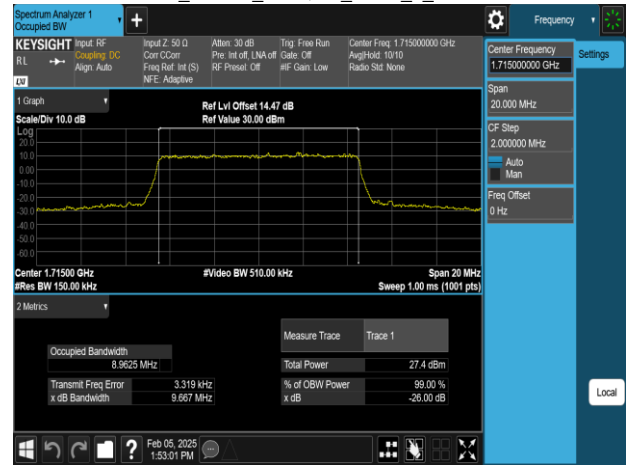 Spectrum Analyzer 1
Occupied BW
Frequency
KEYSIGHT
RL
LXI
Input: RF
Coupling: DC
Align: Auto
Input Z: 50 Ω
Corr CCorr
Freq Ref: Int (S)
NFE: Adaptive
Atten: 30 dB
Pre: Int off, LNA off
RF Presel: Off
Trig: Free Run
Gate: Off
#IF Gain: Low
Center Freq: 1.715000000 GHz
Avg|Hold: 10/10
Radio Std: None
Center Frequency
1.715000000 GHz
Settings
Span
20.000 MHz
CF Step
2.000000 MHz
Auto
Man
Freq Offset
0 Hz
1 Graph
Scale/Div 10.0 dB
Ref Lvl Offset 14.47 dB
Ref Value 30.00 dBm
Log
20.0
10.0
0.00
-10.0
-20.0
-30.0
-40.0
-50.0
-60.0
Center 1.71500 GHz
#Res BW 150.00 kHz
#Video BW 510.00 kHz
Span 20 MHz
Sweep 1.00 ms (1001 pts)
2 Metrics
Measure Trace Trace 1
Occupied Bandwidth
8.9625 MHz
Total Power 27.4 dBm
Transmit Freq Error 3.319 kHz
% of OBW Power 99.00 %
x dB Bandwidth 9.667 MHz
x dB -26.00 dB
Local
?
Feb 05, 2025
1:53:01 PM